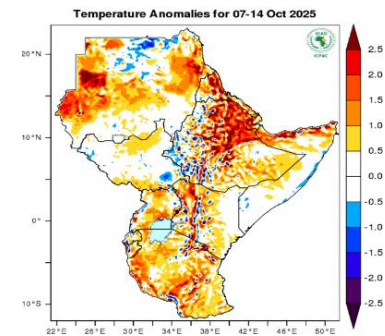 Temperature Anomalies for 07-14 Oct 2025
IGAD
ICPAC
20°N
10°N
0°
10°S
22°E 26°E 30°E 34°E 38°E 42°E 46°E 50°E
2.5
2.0
1.5
1.0
0.5
0.0
-0.5
-1.0
-1.5
-2.0
-2.5